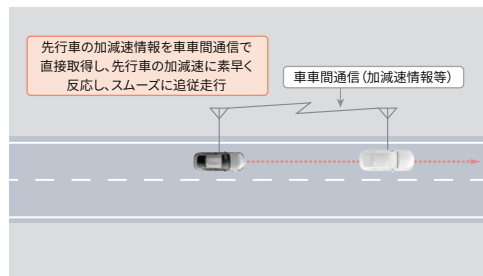 先行車の加減速情報を車車間通信で
直接取得し、先行車の加減速に素早く
反応し、スムーズに追従走行
車車間通信（加減速情報等）